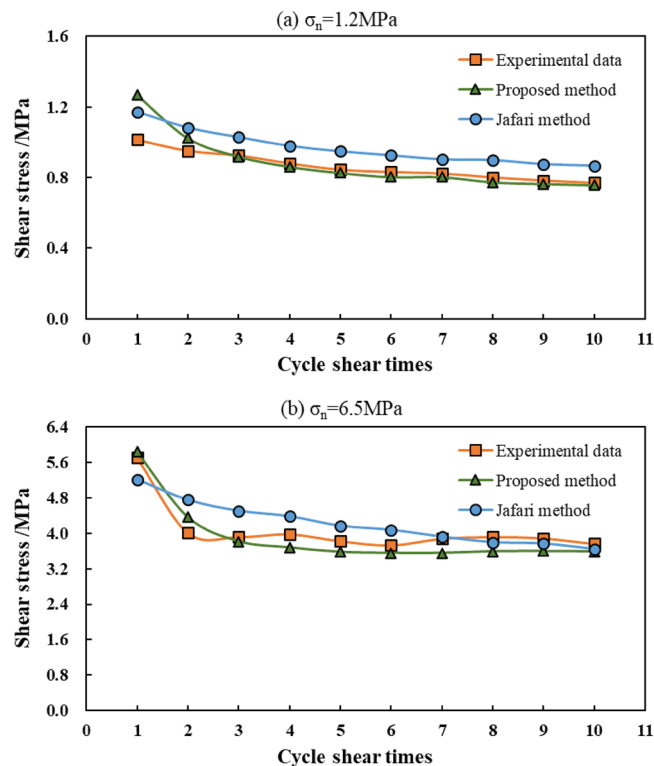 (a) σn=1.2MPa
1.6
1.2
0.8
0.4
0.0
Shear stress /MPa
Experimental data
Proposed method
Jafari method
0 1 2 3 4 5 6 7 8 9 10 11
Cycle shear times
(b) σn=6.5MPa
6.4
5.6
4.8
4.0
3.2
2.4
1.6
0.8
0.0
Shear stress /MPa
Experimental data
Proposed method
Jafari method
0 1 2 3 4 5 6 7 8 9 10 11
Cycle shear times